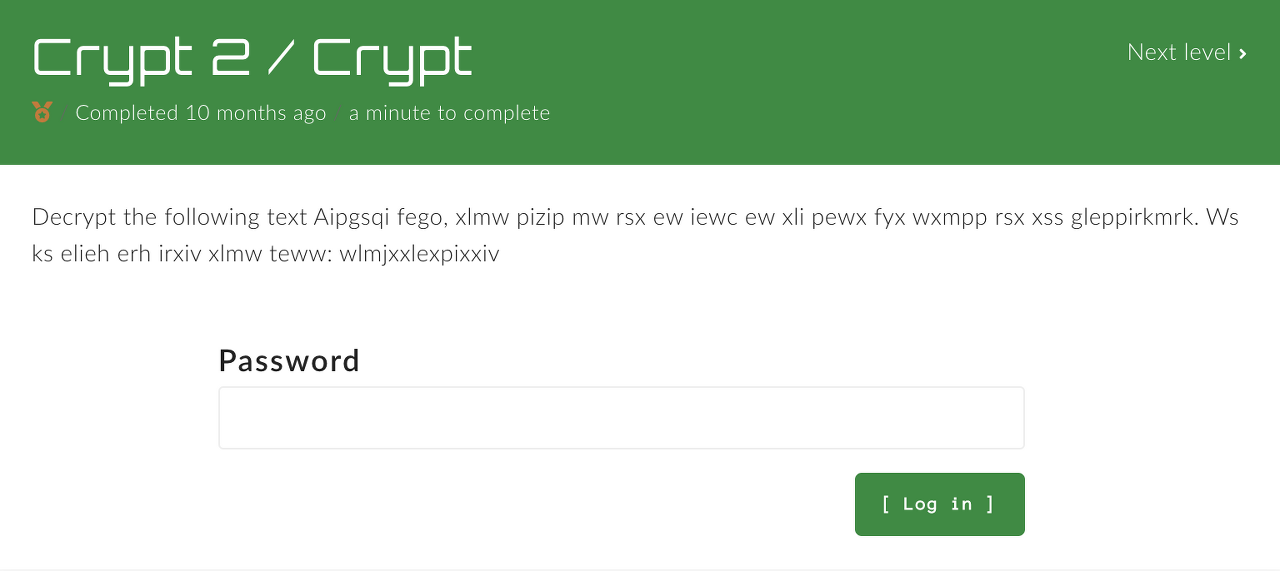 Crypt 2 / Crypt
Next level
Completed 10 months ago / a minute to complete
Decrypt the following text Aipgsqi fego, xlmw pizip mw rsx ew iewc ew xli pewx fyx wxmpp rsx xss gleppirkmrk. Ws
ks elieh erh irxiv xlmw teww: wlmjxxlexpixxiv
Password
[ Log in ]